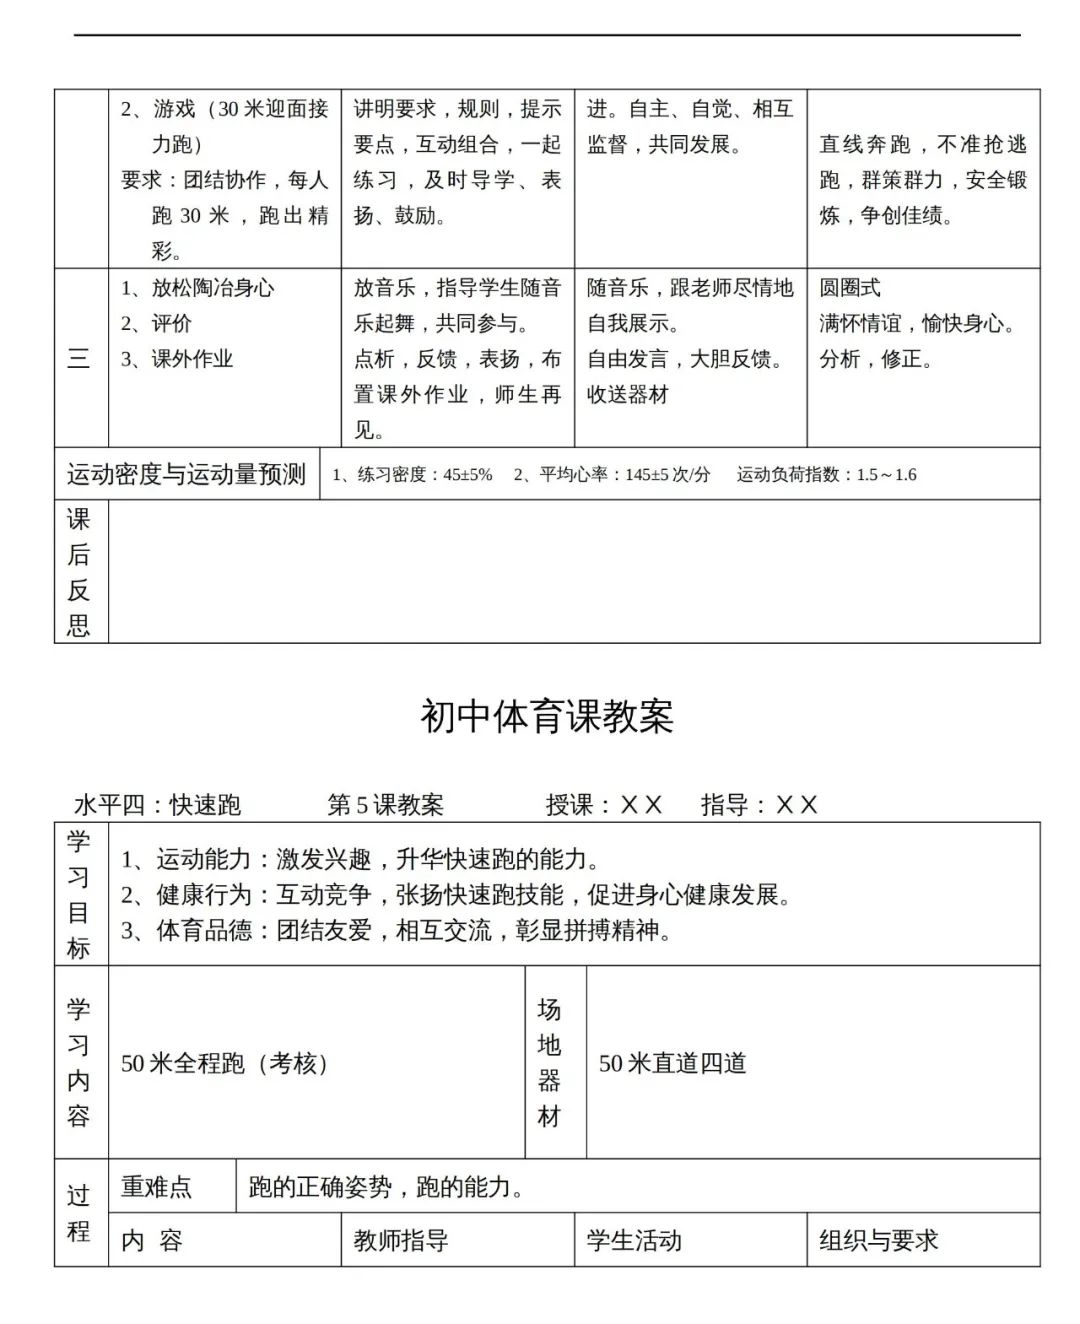 2、游戏（30 米迎面接
力跑）
要求：团结协作，每人
跑 30 米，跑出精
彩。
讲明要求，规则，提示
要点，互动组合，一起
练习，及时导学、表
扬、鼓励。
进。自主、自觉、相互
监督，共同发展。
直线奔跑，不准抢逃
跑，群策群力，安全锻
炼，争创佳绩。
三
1、放松陶冶身心
2、评价
3、课外作业
放音乐，指导学生随音
乐起舞，共同参与。
点析，反馈，表扬，布
置课外作业，师生再
见。
随音乐，跟老师尽情地
自我展示。
自由发言，大胆反馈。
收送器材
圆圈式
满怀情谊，愉快身心。
分析，修正。
运动密度与运动量预测
1、练习密度：45±5% 2、平均心率：145±5 次/分 运动负荷指数：1.5～1.6
课
后
反
思
初中体育课教案
水平四：快速跑 第 5 课教案 授课：ⅩⅩ 指导：ⅩⅩ
学
习
目
标
1、运动能力：激发兴趣，升华快速跑的能力。
2、健康行为：互动竞争，张扬快速跑技能，促进身心健康发展。
3、体育品德：团结友爱，相互交流，彰显拼搏精神。
学
习
内
容
50 米全程跑（考核）
场
地
器
材
50 米直道四道
过
程
重难点
跑的正确姿势，跑的能力。
内 容
教师指导
学生活动
组织与要求